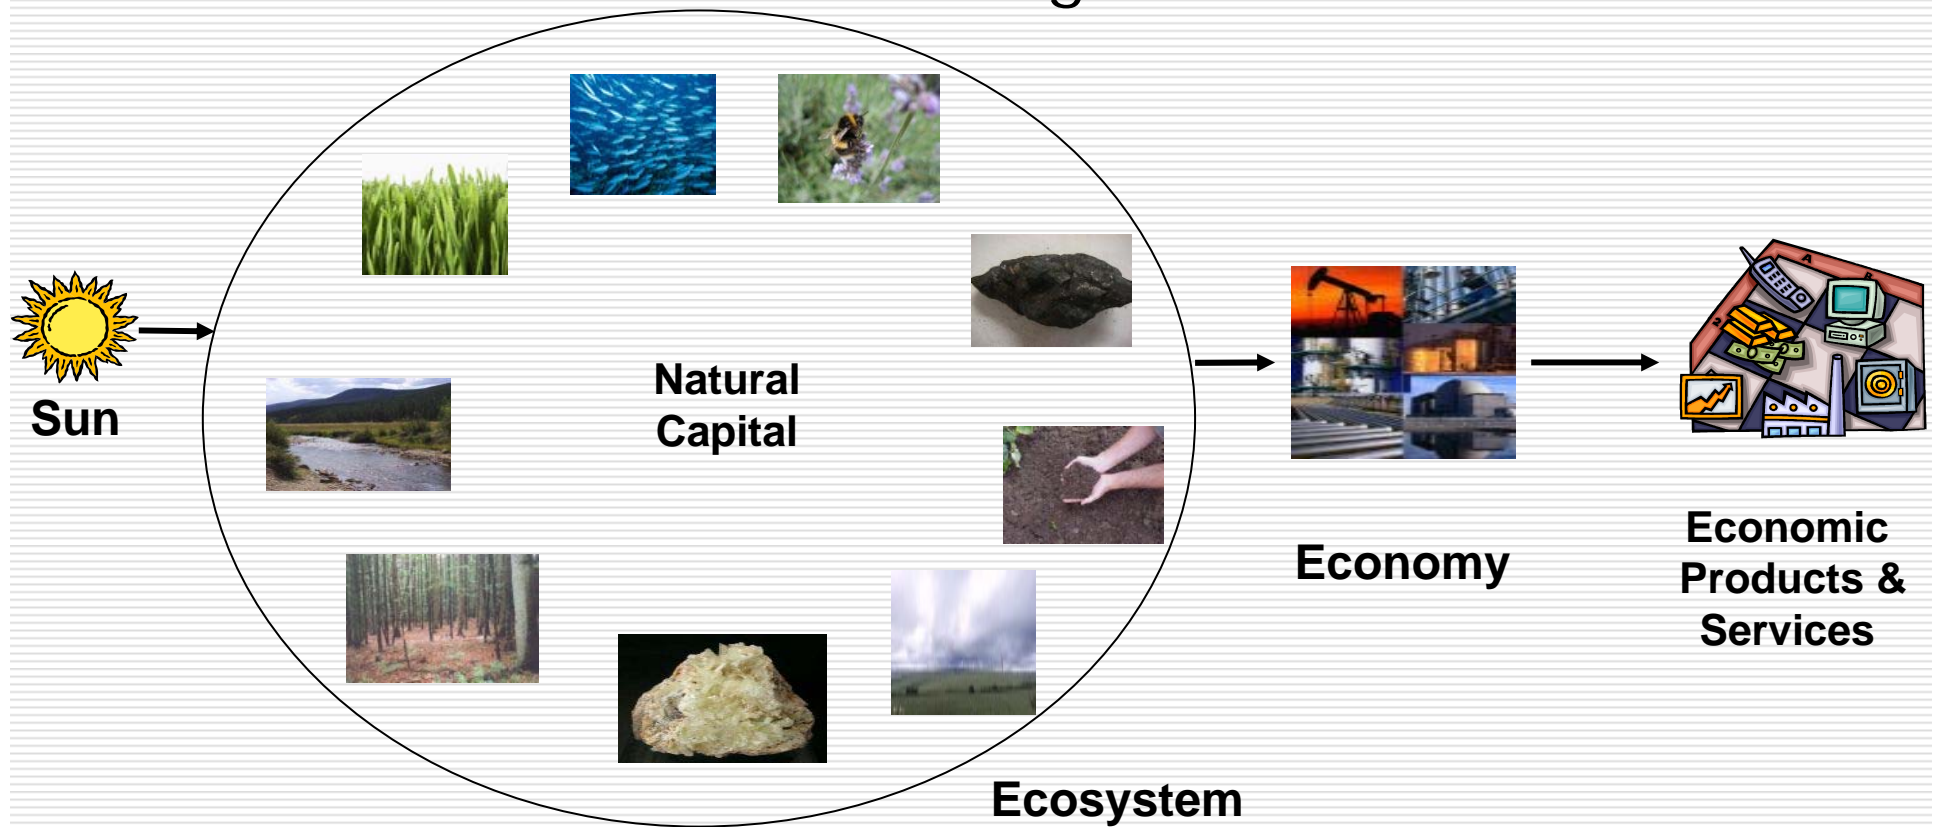 Sun
Natural
Capital
Ecosystem
Economy
Economic
Products &
Services